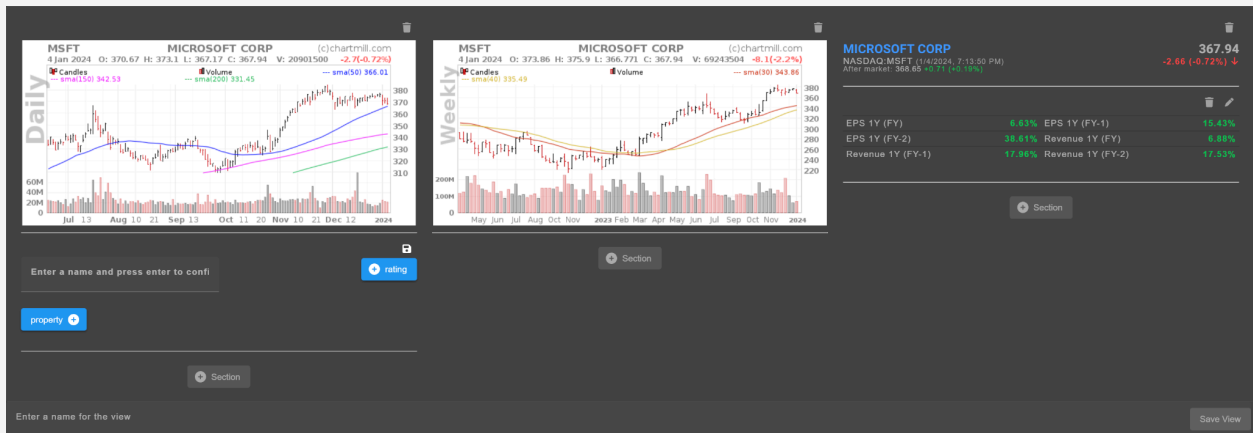 MSFT MICROSOFT CORP (c)chartmill.com
4 Jan 2024 O: 370.67 H: 373.1 L: 367.17 C: 367.94 V: 20901500 -2.7(-0.72%)
Candles Volume --- sma(50) 366.01
--- sma(150) 342.53 --- sma(200) 331.45
Daily
380
370
360
350
340
330
320
310
60M
40M
20M
0
Jul 13 Aug 10 21 Sep 13 Oct 11 20 Nov 10 21 Dec 12 2024
Enter a name and press enter to confi
rating
property
Section
MSFT MICROSOFT CORP (c)chartmill.com
4 Jan 2024 O: 373.86 H: 375.9 L: 366.771 C: 367.94 V: 69243504 -8.1(-2.2%)
Candles Volume --- sma(30) 343.86
--- sma(40) 335.49
Weekly
380
360
340
320
300
280
260
240
220
200M
100M
0
May Jun Jul Aug Oct Nov 2023 Feb Mar Apr May Jun Jul Sep Oct Nov 2024
Section
MICROSOFT CORP 367.94
NASDAQ:MSFT (1/4/2024, 7:13:50 PM) -2.66 (-0.72%)
After market: 368.65 +0.71 (+0.19%)
EPS 1Y (FY) 6.63% EPS 1Y (FY-1) 15.43%
EPS 1Y (FY-2) 38.61% Revenue 1Y (FY) 6.88%
Revenue 1Y (FY-1) 17.96% Revenue 1Y (FY-2) 17.53%
Section
Enter a name for the view
Save View